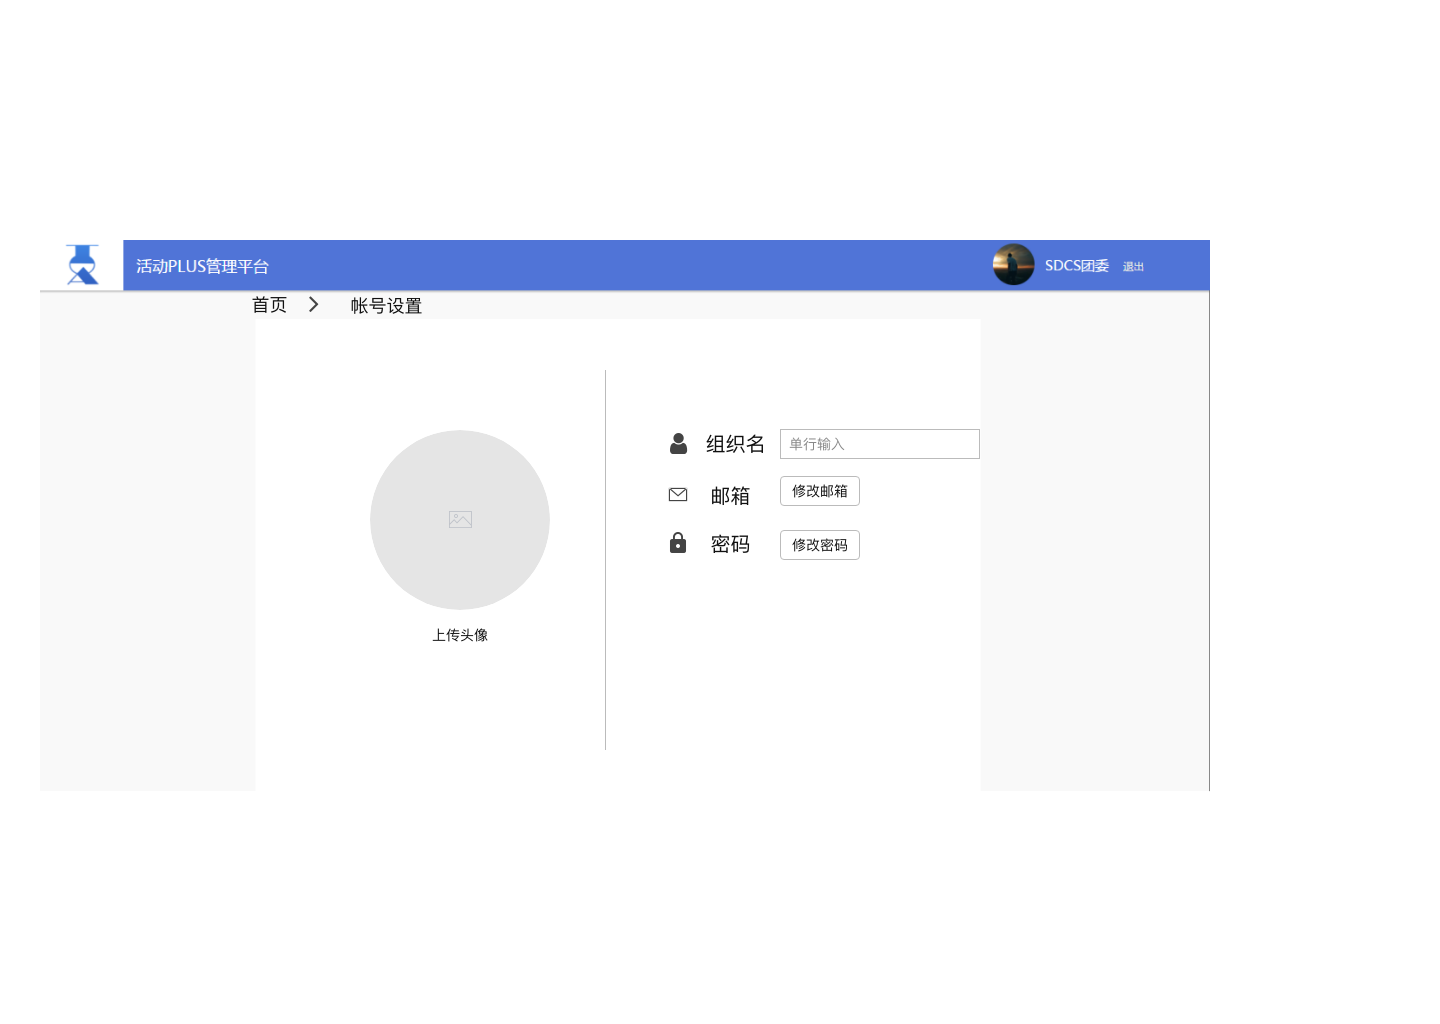 活动PLUS管理平台
SDCS团委 退出
首页 帐号设置
组织名 单行输入
邮箱 修改邮箱
密码 修改密码
上传头像